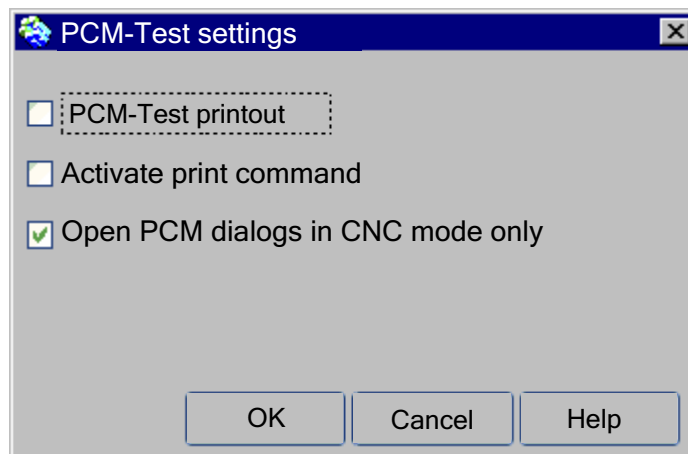 PCM-Test settings
PCM-Test printout
Activate print command
Open PCM dialogs in CNC mode only
OK Cancel Help